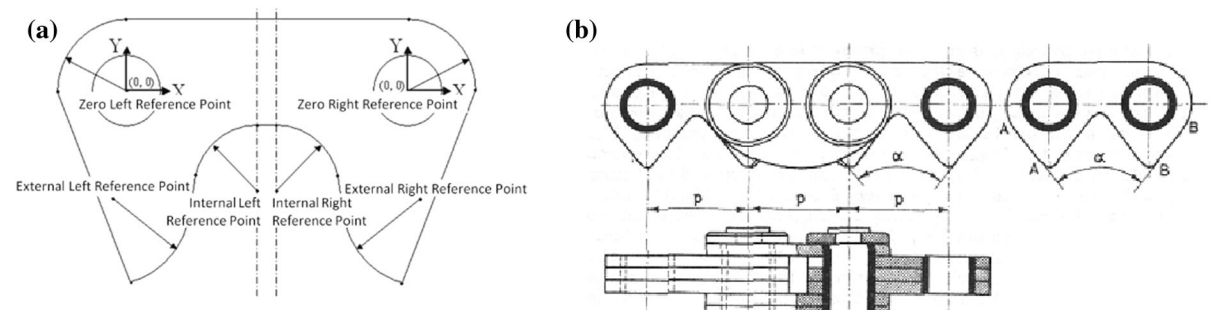 (a)
Y
Y
(0, 0)
X
(0, 0)
X
Zero Left Reference Point
Zero Right Reference Point
External Left Reference Point
External Right Reference Point
Internal Left
Reference Point
Internal Right
Reference Point
(b)
A
B
α
A
α
B
p
p
p